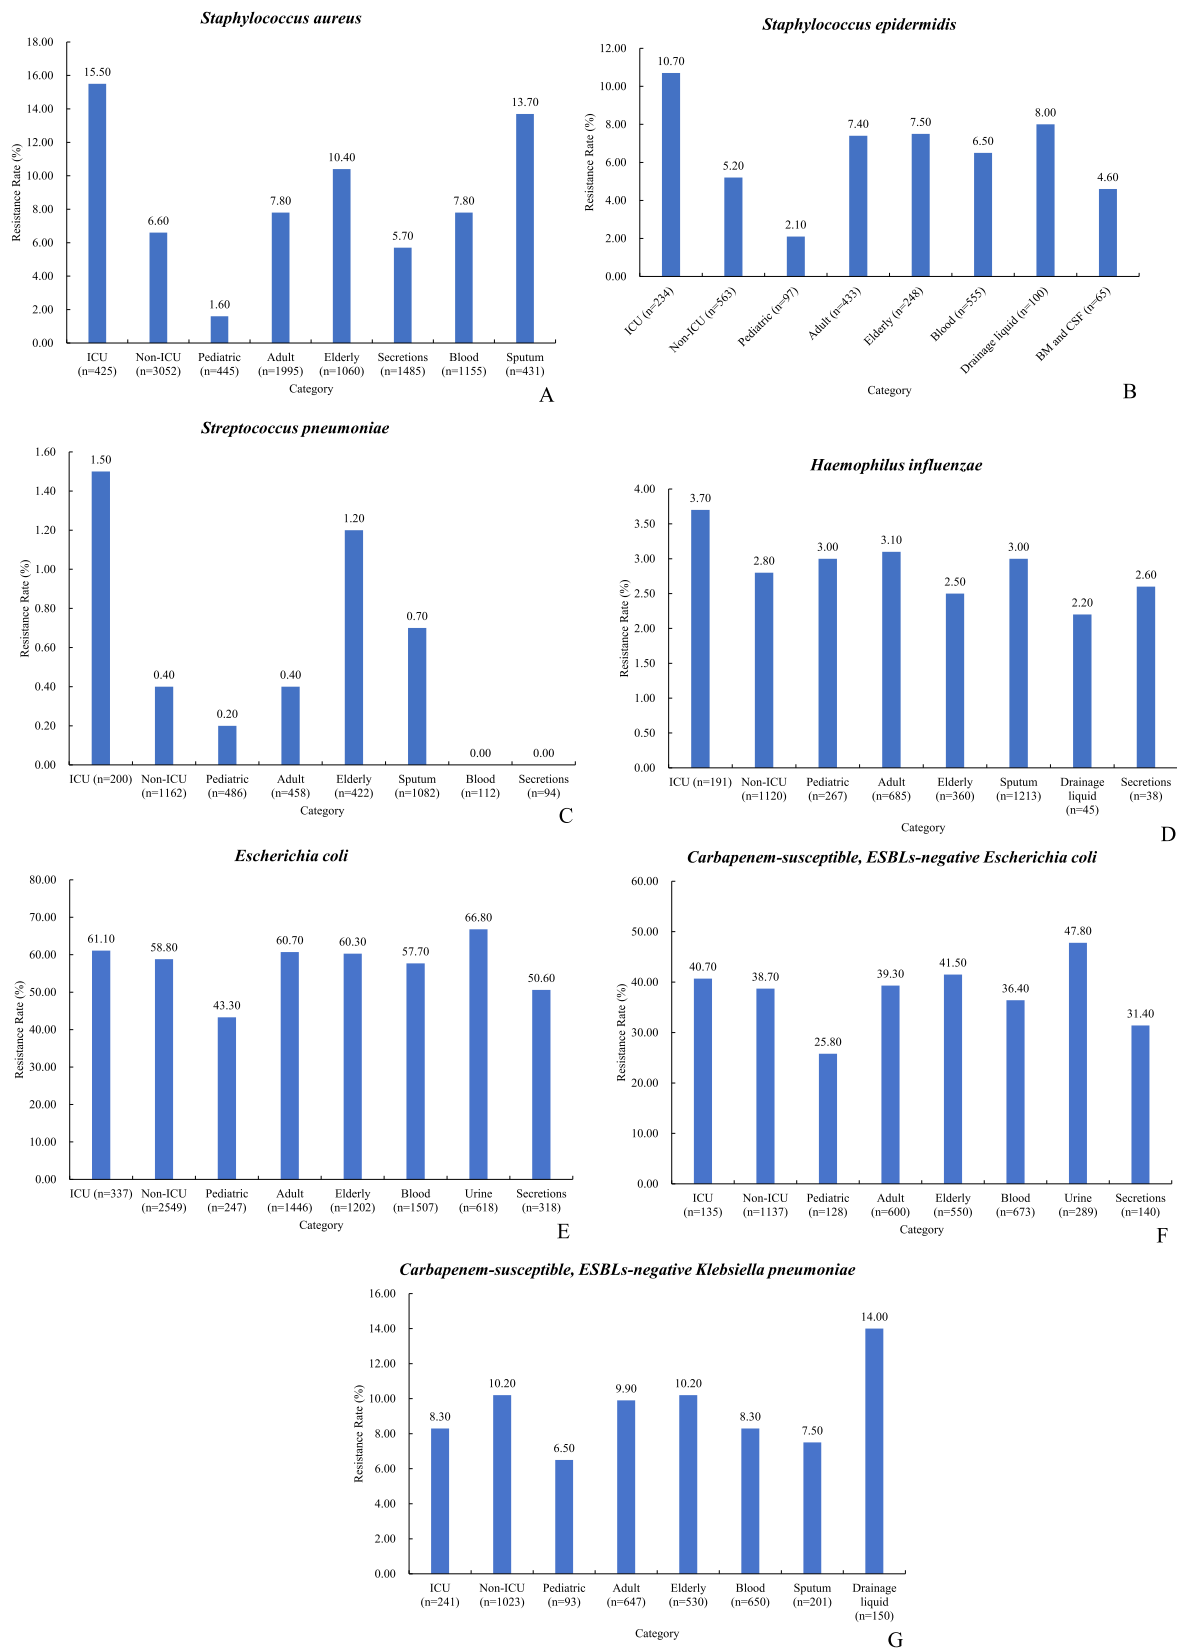 Staphylococcus aureus
18.00
16.00
14.00
12.00
10.00
8.00
6.00
4.00
2.00
0.00
Resistance Rate (%)
15.50
6.60
1.60
7.80
10.40
5.70
7.80
13.70
ICU Non-ICU Pediatric Adult Elderly Secretions Blood Sputum
(n=425) (n=3052) (n=445) (n=1995) (n=1060) (n=1485) (n=1155) (n=431)
Category
A
Staphylococcus epidermidis
12.00
10.00
8.00
6.00
4.00
2.00
0.00
Resistance Rate (%)
10.70
5.20
2.10
7.40
7.50
6.50
8.00
4.60
ICU (n=234)
Non-ICU (n=563)
Pediatric (n=97)
Adult (n=433)
Elderly (n=248)
Blood (n=555)
Drainage liquid (n=100)
BM and CSF (n=65)
Category
B
Streptococcus pneumoniae
1.60
1.40
1.20
1.00
0.80
0.60
0.40
0.20
0.00
Resistance Rate (%)
1.50
0.40
0.20
0.40
1.20
0.70
0.00
0.00
ICU (n=200) Non-ICU Pediatric Adult Elderly Sputum Blood Secretions
(n=1162) (n=486) (n=458) (n=422) (n=1082) (n=112) (n=94)
Category
C
Haemophilus influenzae
4.00
3.50
3.00
2.50
2.00
1.50
1.00
0.50
0.00
Resistance Rate (%)
3.70
2.80
3.00
3.10
2.50
3.00
2.20
2.60
ICU (n=191) Non-ICU Pediatric Adult Elderly Sputum Drainage Secretions
(n=1120) (n=267) (n=685) (n=360) (n=1213) liquid (n=38)
(n=45)
Category
D
Escherichia coli
80.00
70.00
60.00
50.00
40.00
30.00
20.00
10.00
0.00
Resistance Rate (%)
61.10
58.80
43.30
60.70
60.30
57.70
66.80
50.60
ICU (n=337) Non-ICU Pediatric Adult Elderly Blood Urine Secretions
(n=2549) (n=247) (n=1446) (n=1202) (n=1507) (n=618) (n=318)
Category
E
Carbapenem-susceptible, ESBLs-negative Escherichia coli
60.00
50.00
40.00
30.00
20.00
10.00
0.00
Resistance Rate (%)
40.70
38.70
25.80
39.30
41.50
36.40
47.80
31.40
ICU Non-ICU Pediatric Adult Elderly Blood Urine Secretions
(n=135) (n=1137) (n=128) (n=600) (n=550) (n=673) (n=289) (n=140)
Category
F
Carbapenem-susceptible, ESBLs-negative Klebsiella pneumoniae
16.00
14.00
12.00
10.00
8.00
6.00
4.00
2.00
0.00
Resistance Rate (%)
8.30
10.20
6.50
9.90
10.20
8.30
7.50
14.00
ICU Non-ICU Pediatric Adult Elderly Blood Sputum Drainage
(n=241) (n=1023) (n=93) (n=647) (n=530) (n=650) (n=201) liquid
(n=150)
Category
G